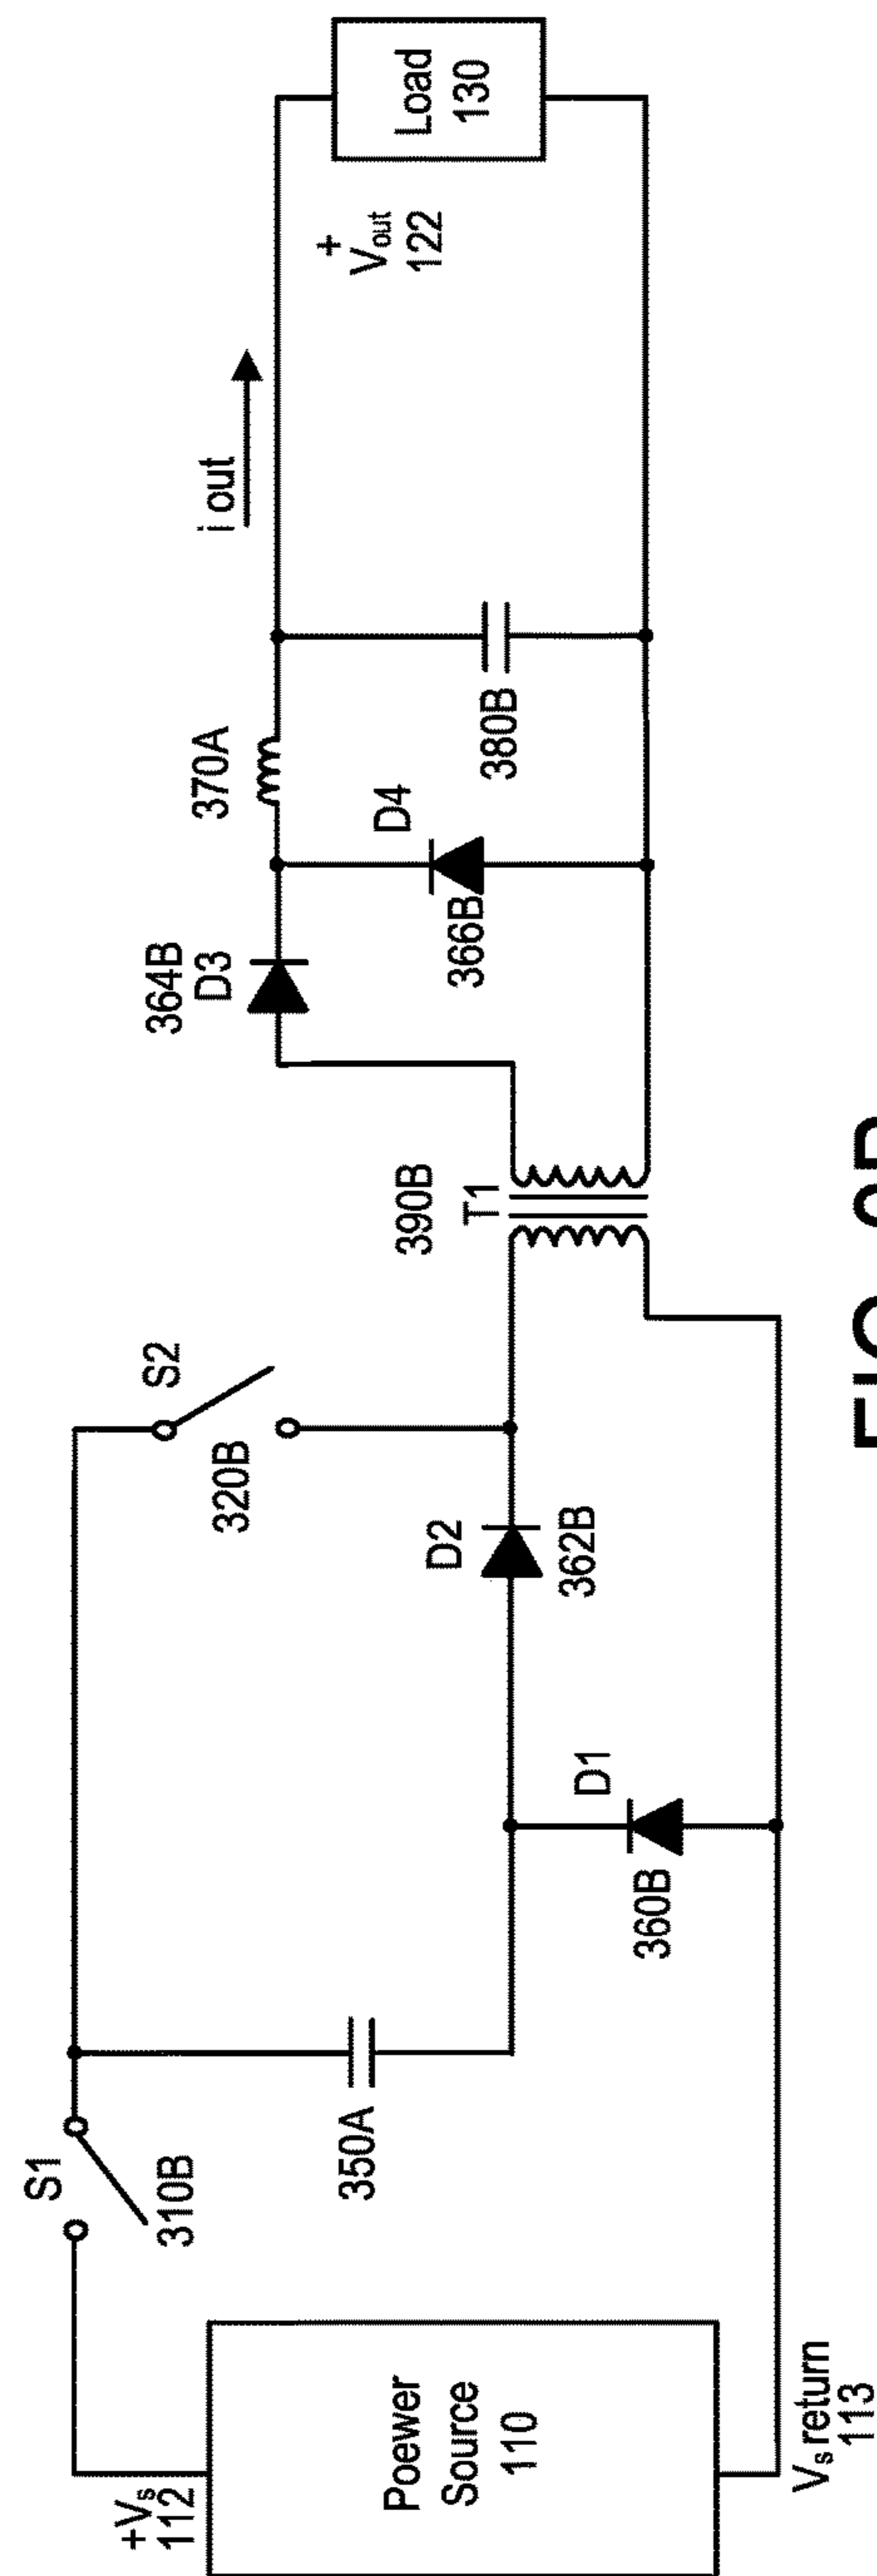 +Vs
112
Poewer
Source
110
Vs return
113
S1
310B
350A
D1
360B
D2
362B
S2
320B
390B
T1
364B
D3
D4
366B
370A
380B
i out
+
Vout
122
Load
130
FIG.